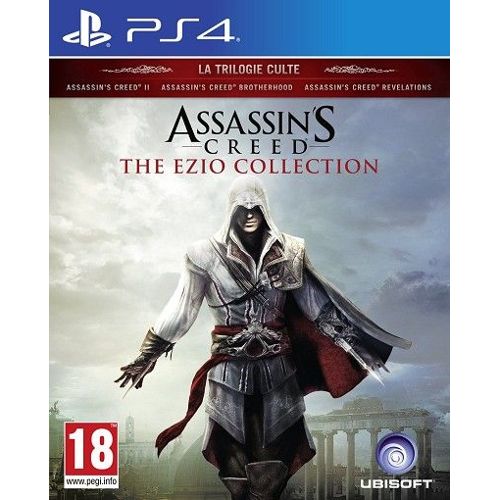 PS4
LA TRILOGIE CULTE
ASSASSIN'S CREED® II ASSASSIN'S CREED® BROTHERHOOD ASSASSIN'S CREED® REVELATIONS
ASSASSIN'S
CREED
THE EZIO COLLECTION
18
www.pegi.info
UBISOFT